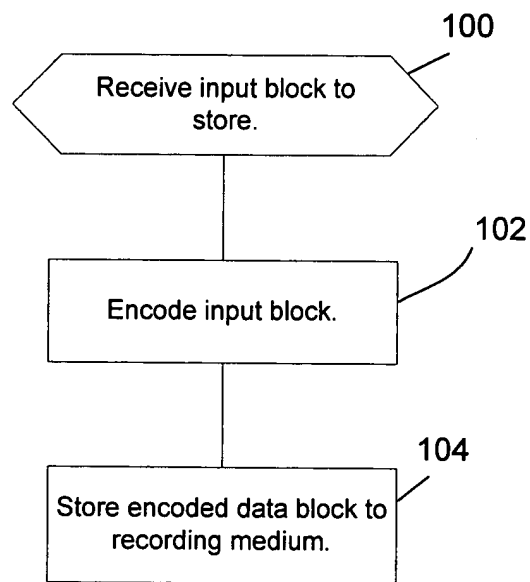 100
Receive input block to
store.
102
Encode input block.
104
Store encoded data block to
recording medium.